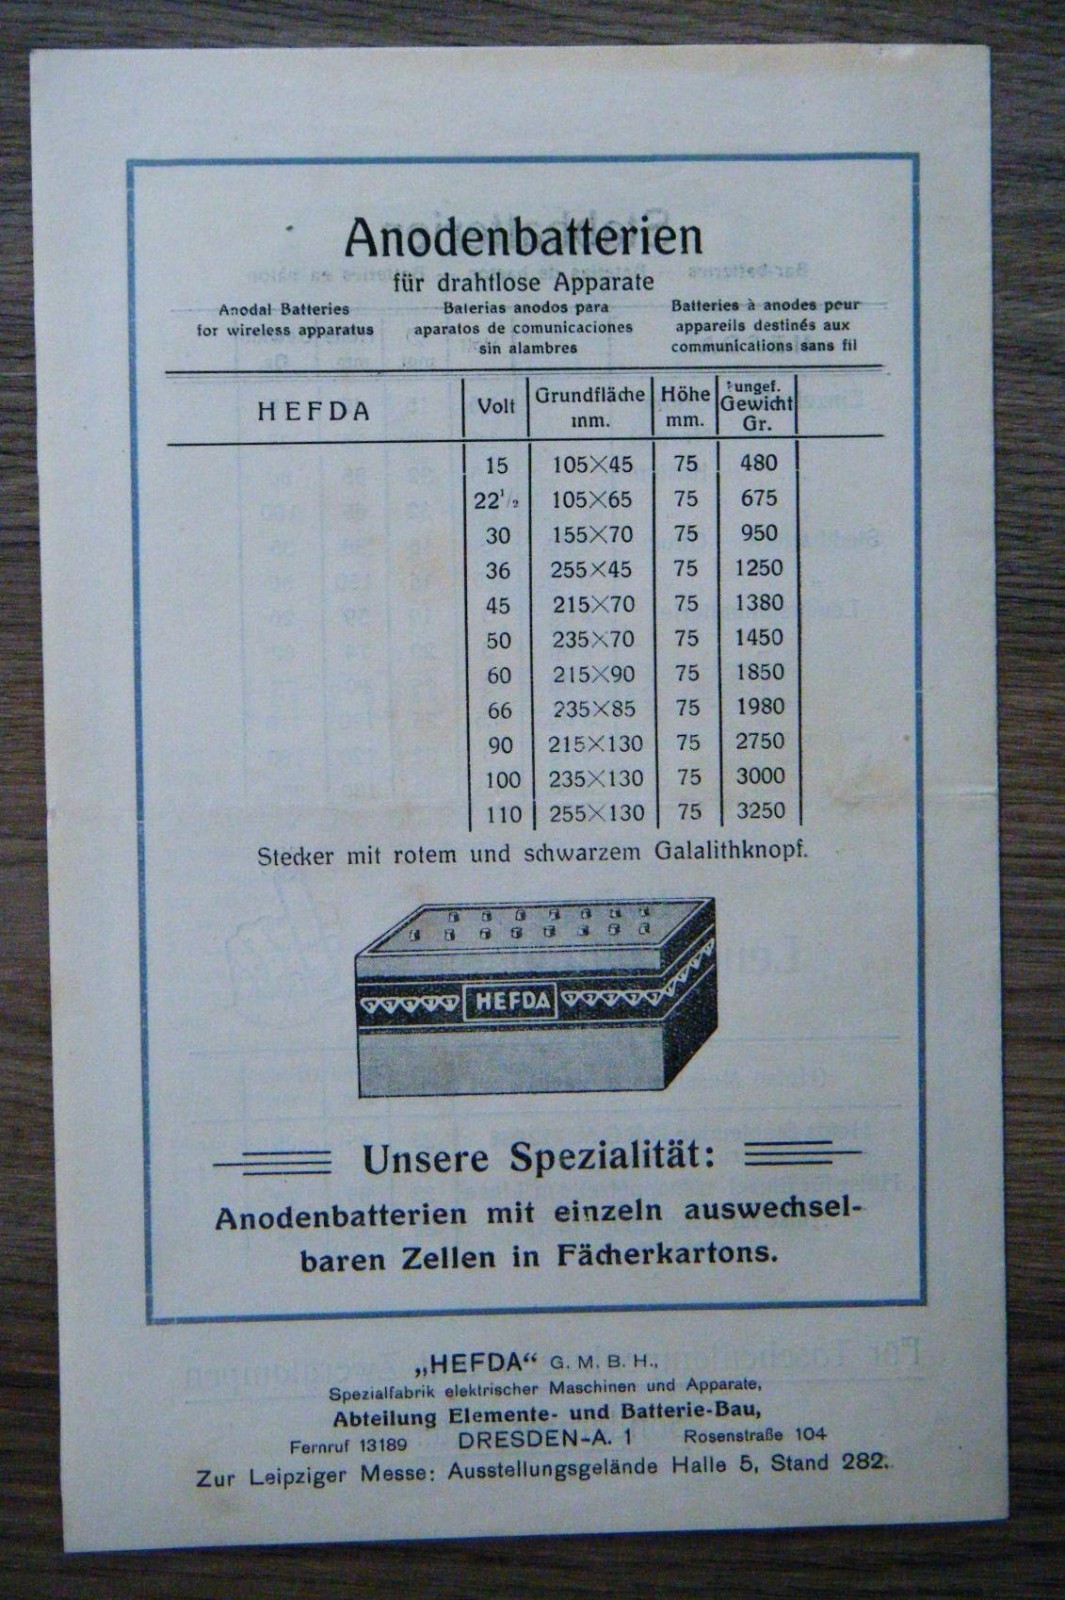 Anodenbatterien
für drahtlose Apparate
Anodal Batteries
for wireless apparatus
Baterias anodos para
aparatos de comunicaciones
sin alambres
Batteries à anodes pour
appareils destinés aux
communications sans fil
HEFDA Volt Grundfläche mm. Höhe mm. ungef. Gewicht Gr.
15 105×45 75 480
22 1/2 105×65 75 675
30 155×70 75 950
36 255×45 75 1250
45 215×70 75 1380
50 235×70 75 1450
60 215×90 75 1850
66 235×85 75 1980
90 215×130 75 2750
100 235×130 75 3000
110 255×130 75 3250
Stecker mit rotem und schwarzem Galalithknopf.
HEFDA
Unsere Spezialität:
Anodenbatterien mit einzeln auswechsel-
baren Zellen in Fächerkartons.
„HEFDA“ G. M. B. H.,
Spezialfabrik elektrischer Maschinen und Apparate,
Abteilung Elemente- und Batterie-Bau,
Fernruf 13189 DRESDEN-A. 1 Rosenstraße 104
Zur Leipziger Messe: Ausstellungsgelände Halle 5, Stand 282.